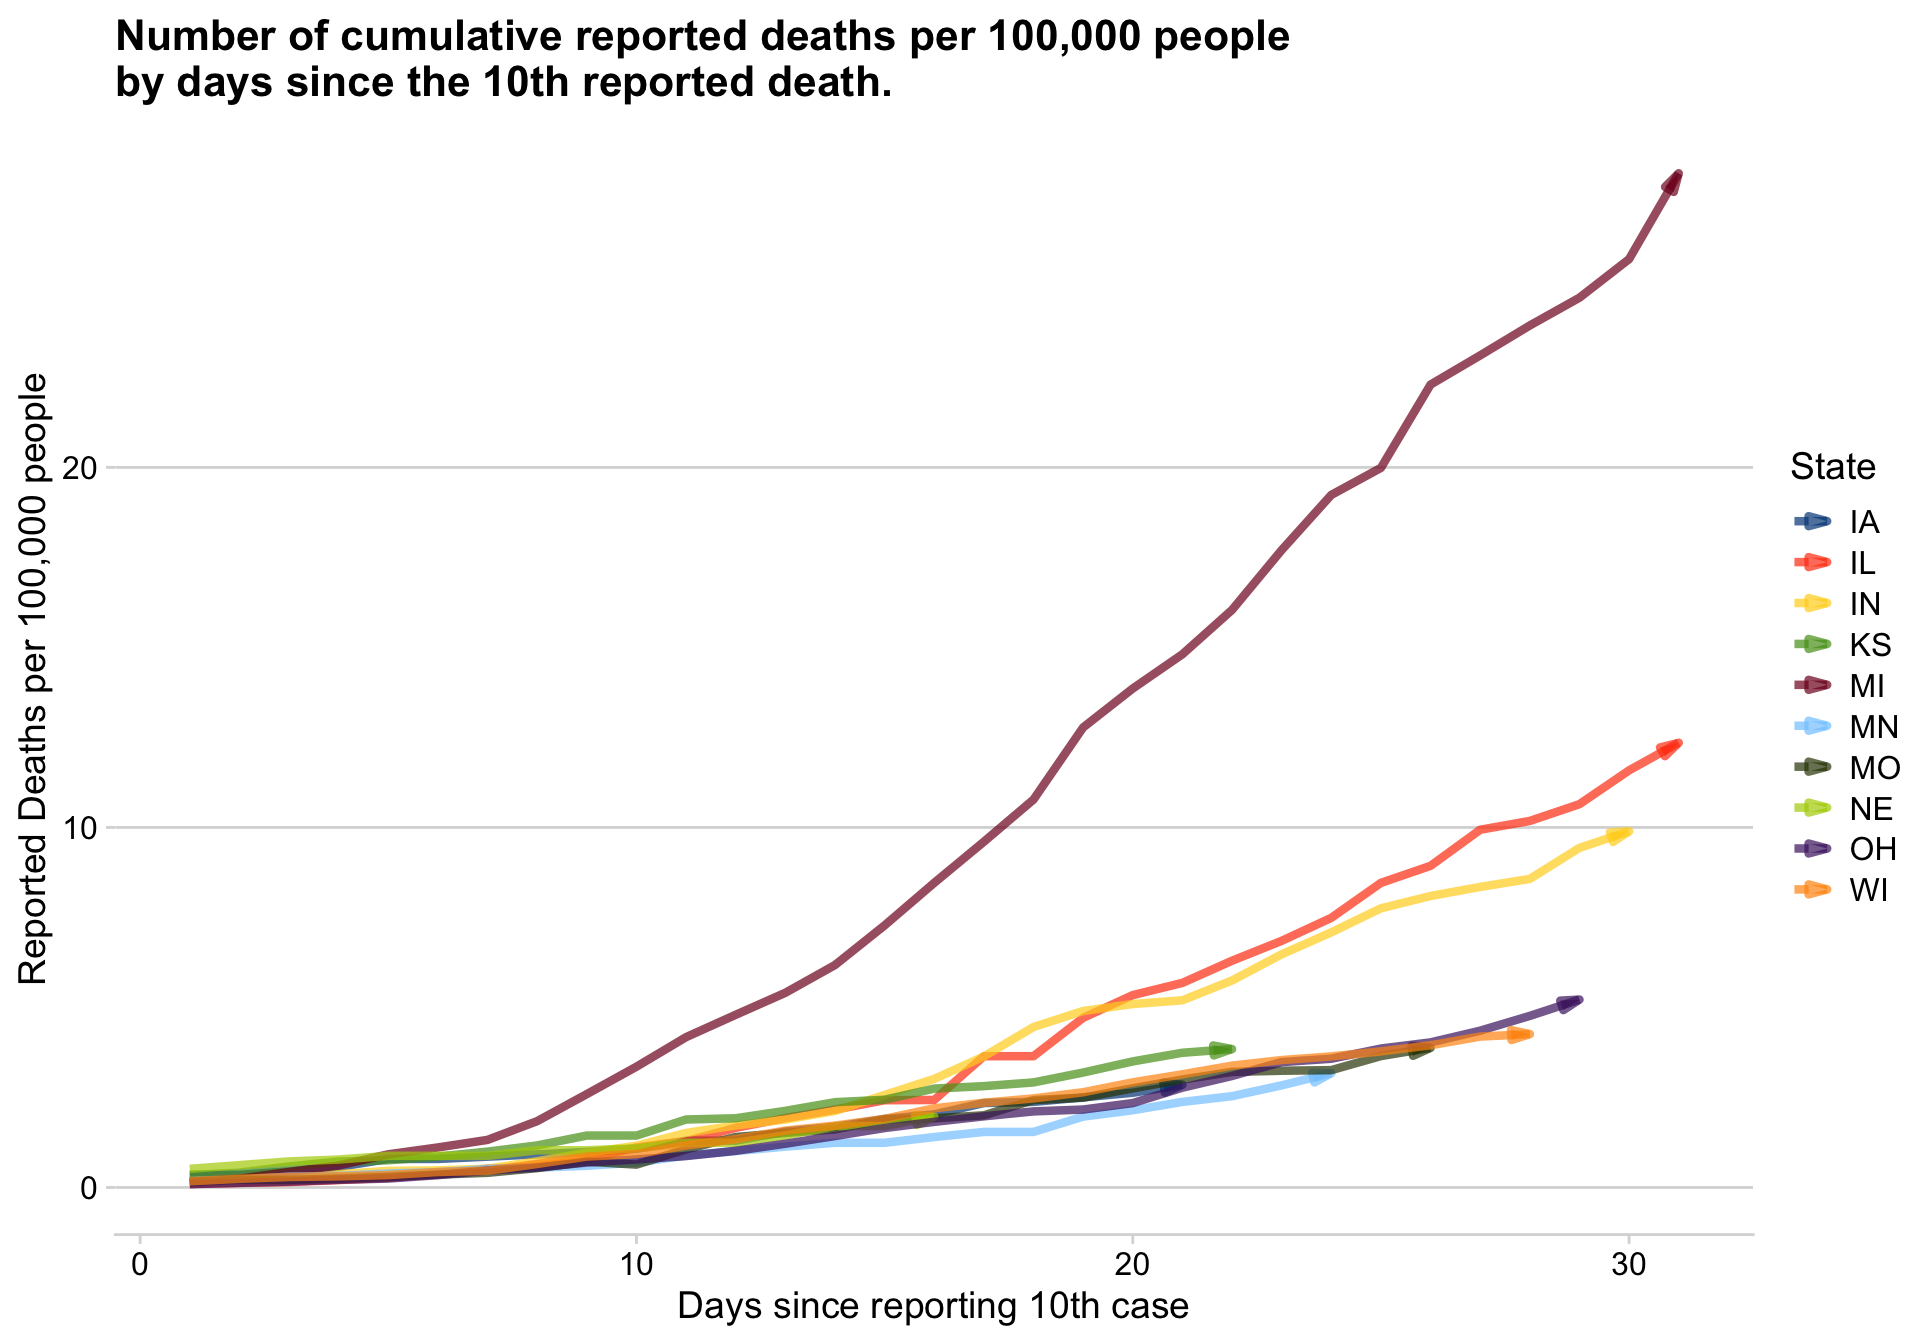 Number of cumulative reported deaths per 100,000 people
by days since the 10th reported death.
Reported Deaths per 100,000 people
20
10
0
0
10
20
30
Days since reporting 10th case
State
IA
IL
IN
KS
MI
MN
MO
NE
OH
WI